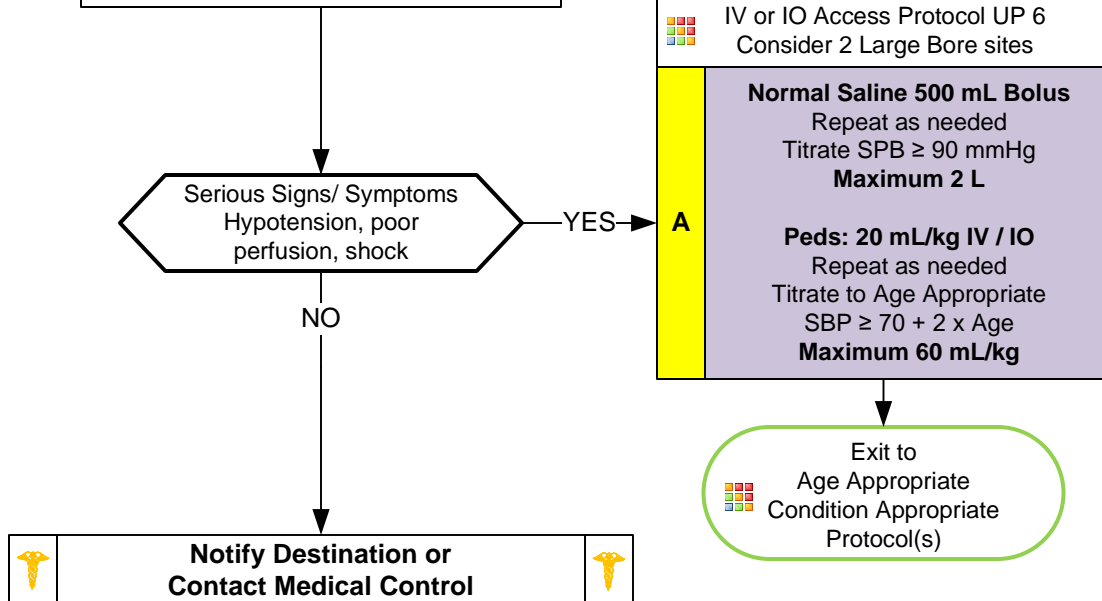 IV or IO Access Protocol UP 6
Consider 2 Large Bore sites
Normal Saline 500 mL Bolus
Repeat as needed
Titrate SPB ≥ 90 mmHg
Maximum 2 L
A
Peds: 20 mL/kg IV / IO
Repeat as needed
Titrate to Age Appropriate
SBP ≥ 70 + 2 x Age
Maximum 60 mL/kg
Serious Signs/ Symptoms
Hypotension, poor
perfusion, shock
YES
NO
Exit to
Age Appropriate
Condition Appropriate
Protocol(s)
Notify Destination or
Contact Medical Control